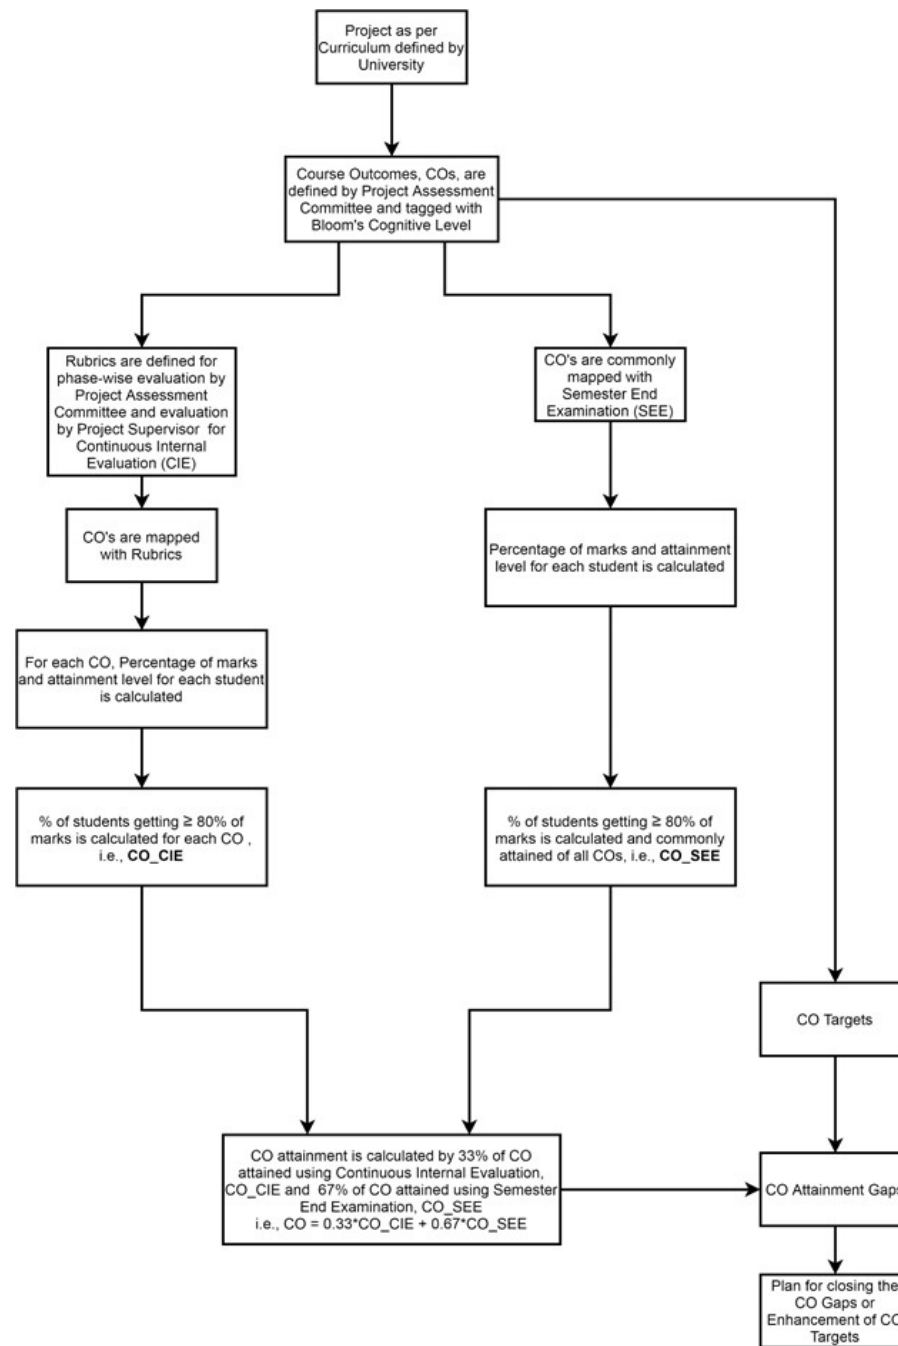 Project as per
Curriculum defined by
University
Course Outcomes, COs, are
defined by Project Assessment
Committee and tagged with
Bloom's Cognitive Level
Rubrics are defined for
phase-wise evaluation by
Project Assessment
Committee and evaluation
by Project Supervisor for
Continuous Internal
Evaluation (CIE)
CO's are commonly
mapped with
Semester End
Examination (SEE)
CO's are mapped
with Rubrics
Percentage of marks and attainment
level for each student is calculated
For each CO, Percentage of marks
and attainment level for each student
is calculated
% of students getting ≥ 80% of
marks is calculated for each CO ,
i.e., CO_CIE
% of students getting ≥ 80% of
marks is calculated and commonly
attained of all COs, i.e., CO_SEE
CO Targets
CO attainment is calculated by 33% of CO
attained using Continuous Internal Evaluation,
CO_CIE and 67% of CO attained using Semester
End Examination, CO_SEE
i.e., CO = 0.33*CO_CIE + 0.67*CO_SEE
CO Attainment Gaps
Plan for closing the
CO Gaps or
Enhancement of CO
Targets